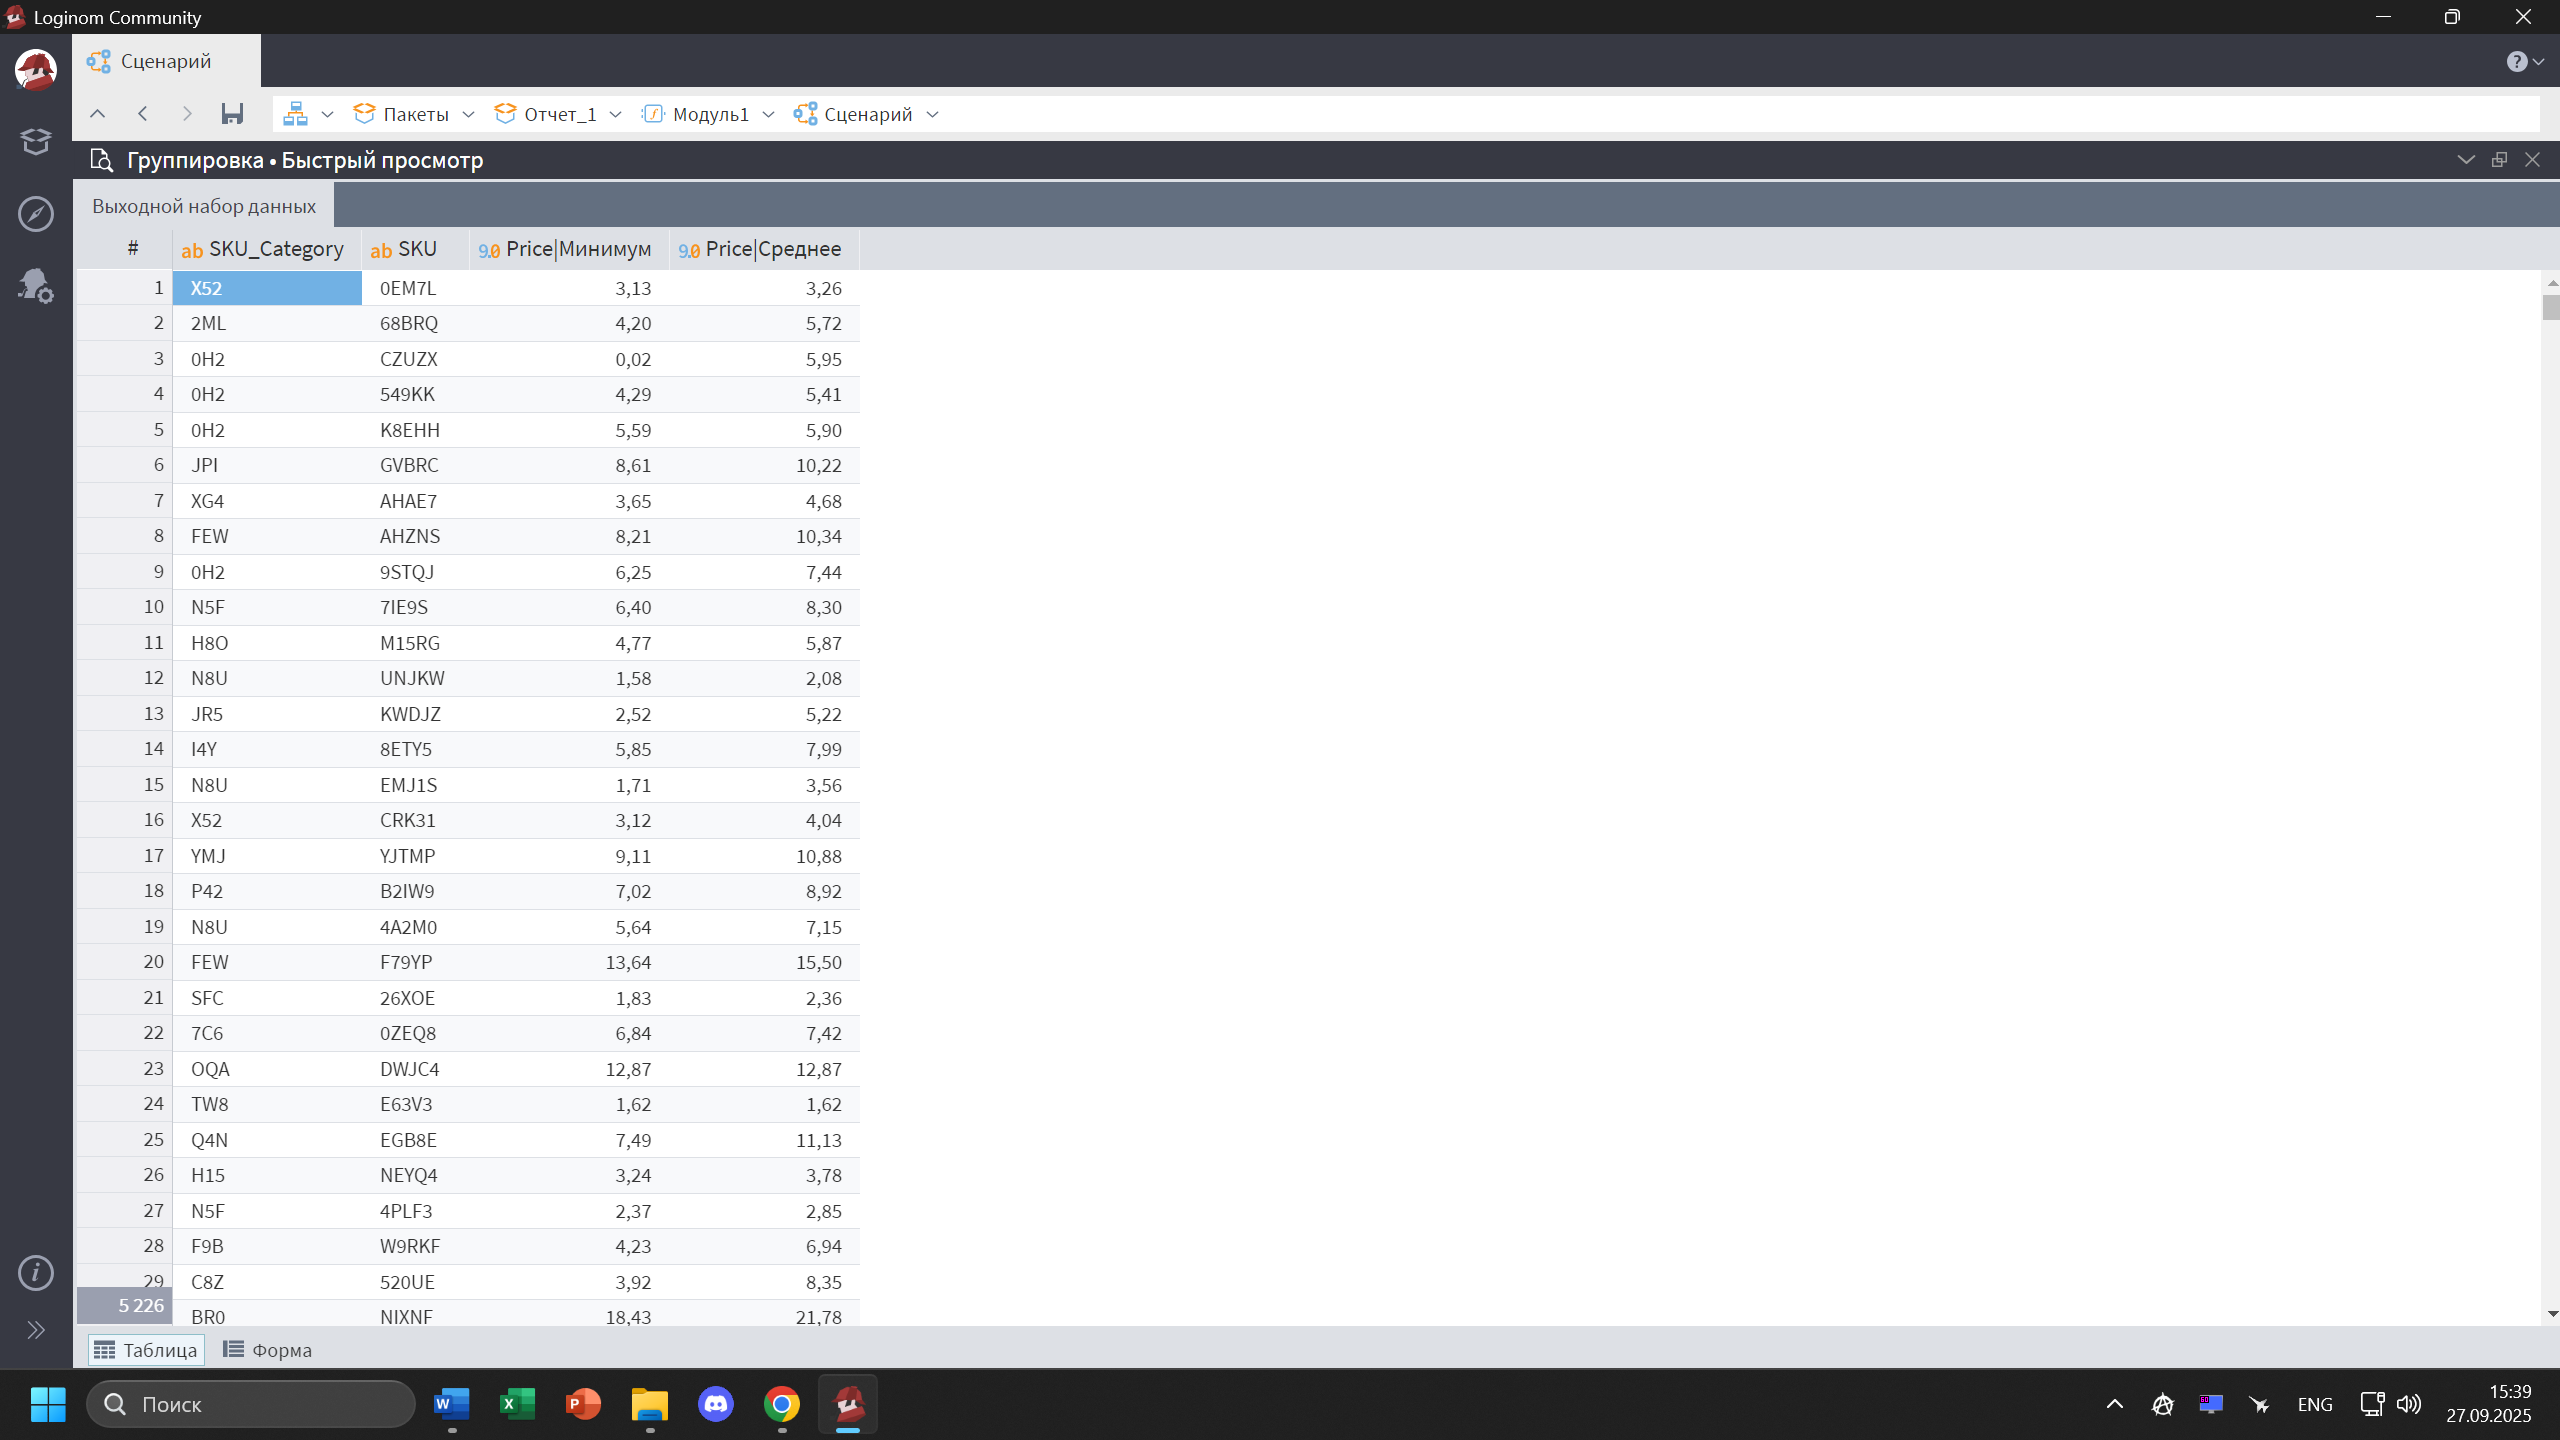 Loginom Community
Сценарий
Пакеты Отчет_1 Модуль1 Сценарий
Группировка • Быстрый просмотр
Выходной набор данных
# ab SKU_Category ab SKU 9.0 Price|Минимум 9.0 Price|Среднее
1 X52 0EM7L 3,13 3,26
2 2ML 68BRQ 4,20 5,72
3 0H2 CZUZX 0,02 5,95
4 0H2 549KK 4,29 5,41
5 0H2 K8EHH 5,59 5,90
6 JPI GVBRC 8,61 10,22
7 XG4 AHAE7 3,65 4,68
8 FEW AHZNS 8,21 10,34
9 0H2 9STQJ 6,25 7,44
10 N5F 7IE9S 6,40 8,30
11 H8O M15RG 4,77 5,87
12 N8U UNJKW 1,58 2,08
13 JR5 KWDJZ 2,52 5,22
14 I4Y 8ETY5 5,85 7,99
15 N8U EMJ1S 1,71 3,56
16 X52 CRK31 3,12 4,04
17 YMJ YJTMP 9,11 10,88
18 P42 B2IW9 7,02 8,92
19 N8U 4A2M0 5,64 7,15
20 FEW F79YP 13,64 15,50
21 SFC 26XOE 1,83 2,36
22 7C6 0ZEQ8 6,84 7,42
23 OQA DWJC4 12,87 12,87
24 TW8 E63V3 1,62 1,62
25 Q4N EGB8E 7,49 11,13
26 H15 NEYQ4 3,24 3,78
27 N5F 4PLF3 2,37 2,85
28 F9B W9RKF 4,23 6,94
29 C8Z 520UE 3,92 8,35
5 226 BR0 NIXNF 18,43 21,78
Таблица Форма
Поиск
ENG
15:39
27.09.2025